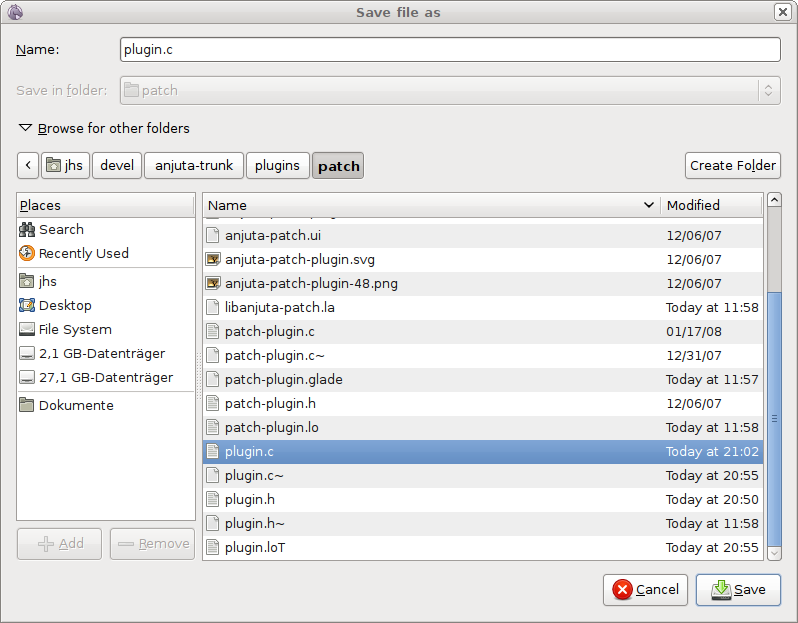 Save file as
Name: plugin.c
Save in folder: patch
Browse for other folders
jhs devel anjuta-trunk plugins patch Create Folder
Places
Search
Recently Used
jhs
Desktop
File System
2,1 GB-Datenträger
27,1 GB-Datenträger
Dokumente
Add Remove
Name Modified
anjuta-patch.ui 12/06/07
anjuta-patch-plugin.svg 12/06/07
anjuta-patch-plugin-48.png 12/06/07
libanjuta-patch.la Today at 11:58
patch-plugin.c 01/17/08
patch-plugin.c~ 12/31/07
patch-plugin.glade Today at 11:57
patch-plugin.h 12/06/07
patch-plugin.lo Today at 11:58
plugin.c Today at 21:02
plugin.c~ Today at 20:55
plugin.h Today at 20:50
plugin.h~ Today at 11:58
plugin.loT Today at 20:55
Cancel Save